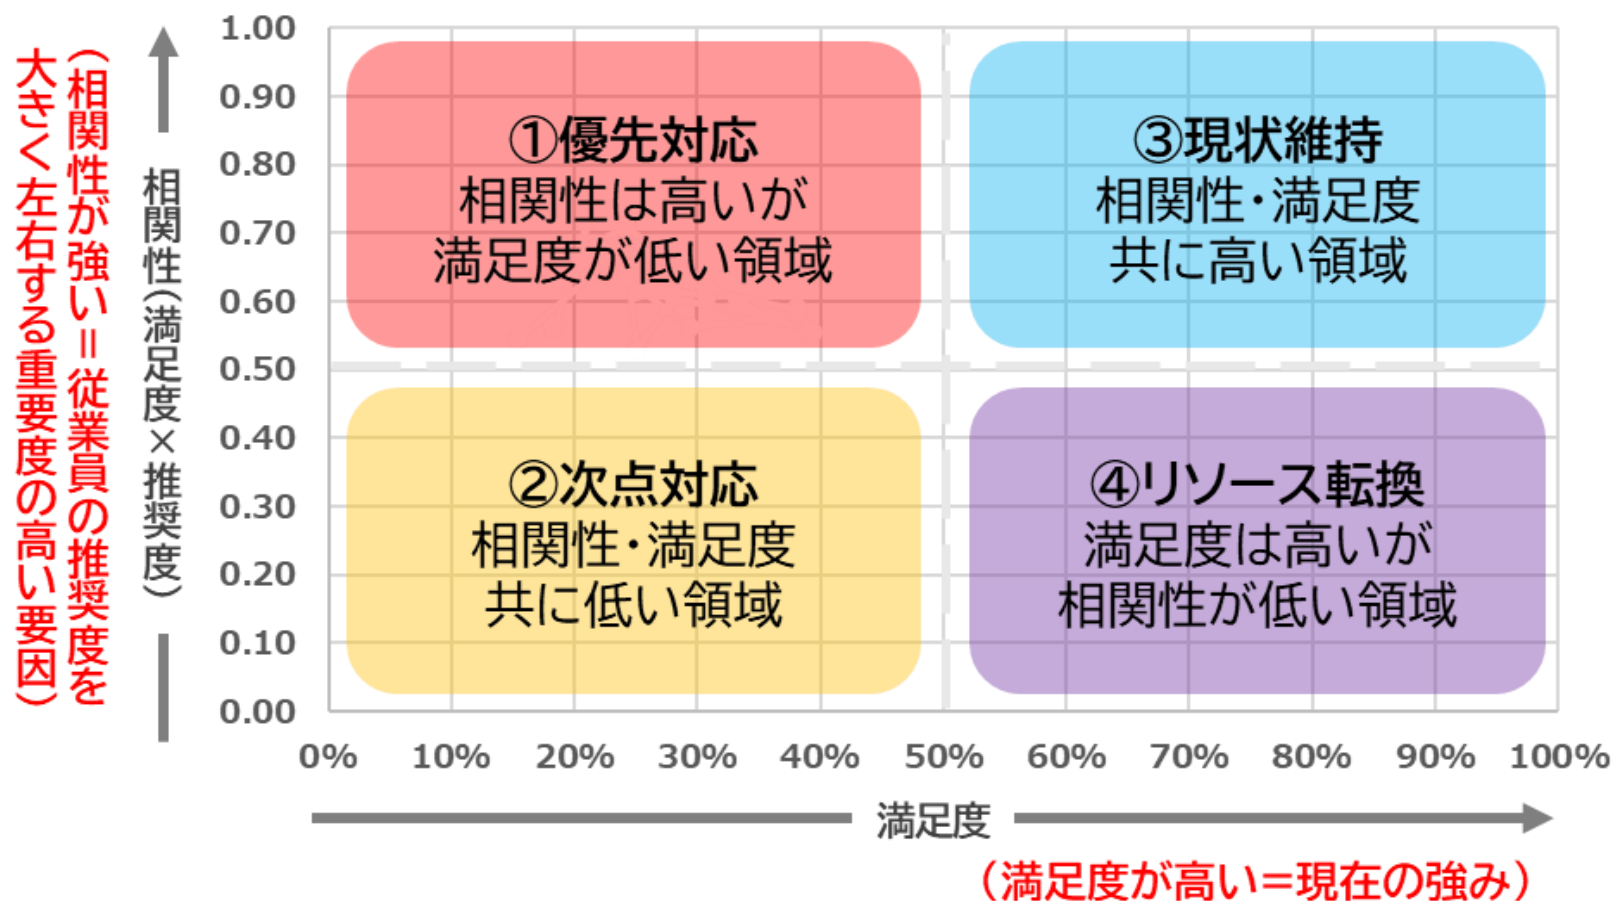 (相関性が強い=従業員の推奨度を
大きく左右する重要度の高い要因)
相関性(満足度×推奨度)
1.00
0.90
0.80
0.70
0.60
0.50
0.40
0.30
0.20
0.10
0.00
①優先対応
相関性は高いが
満足度が低い領域
③現状維持
相関性・満足度
共に高い領域
②次点対応
相関性・満足度
共に低い領域
④リソース転換
満足度は高いが
相関性が低い領域
0% 10% 20% 30% 40% 50% 60% 70% 80% 90% 100%
満足度
(満足度が高い=現在の強み)